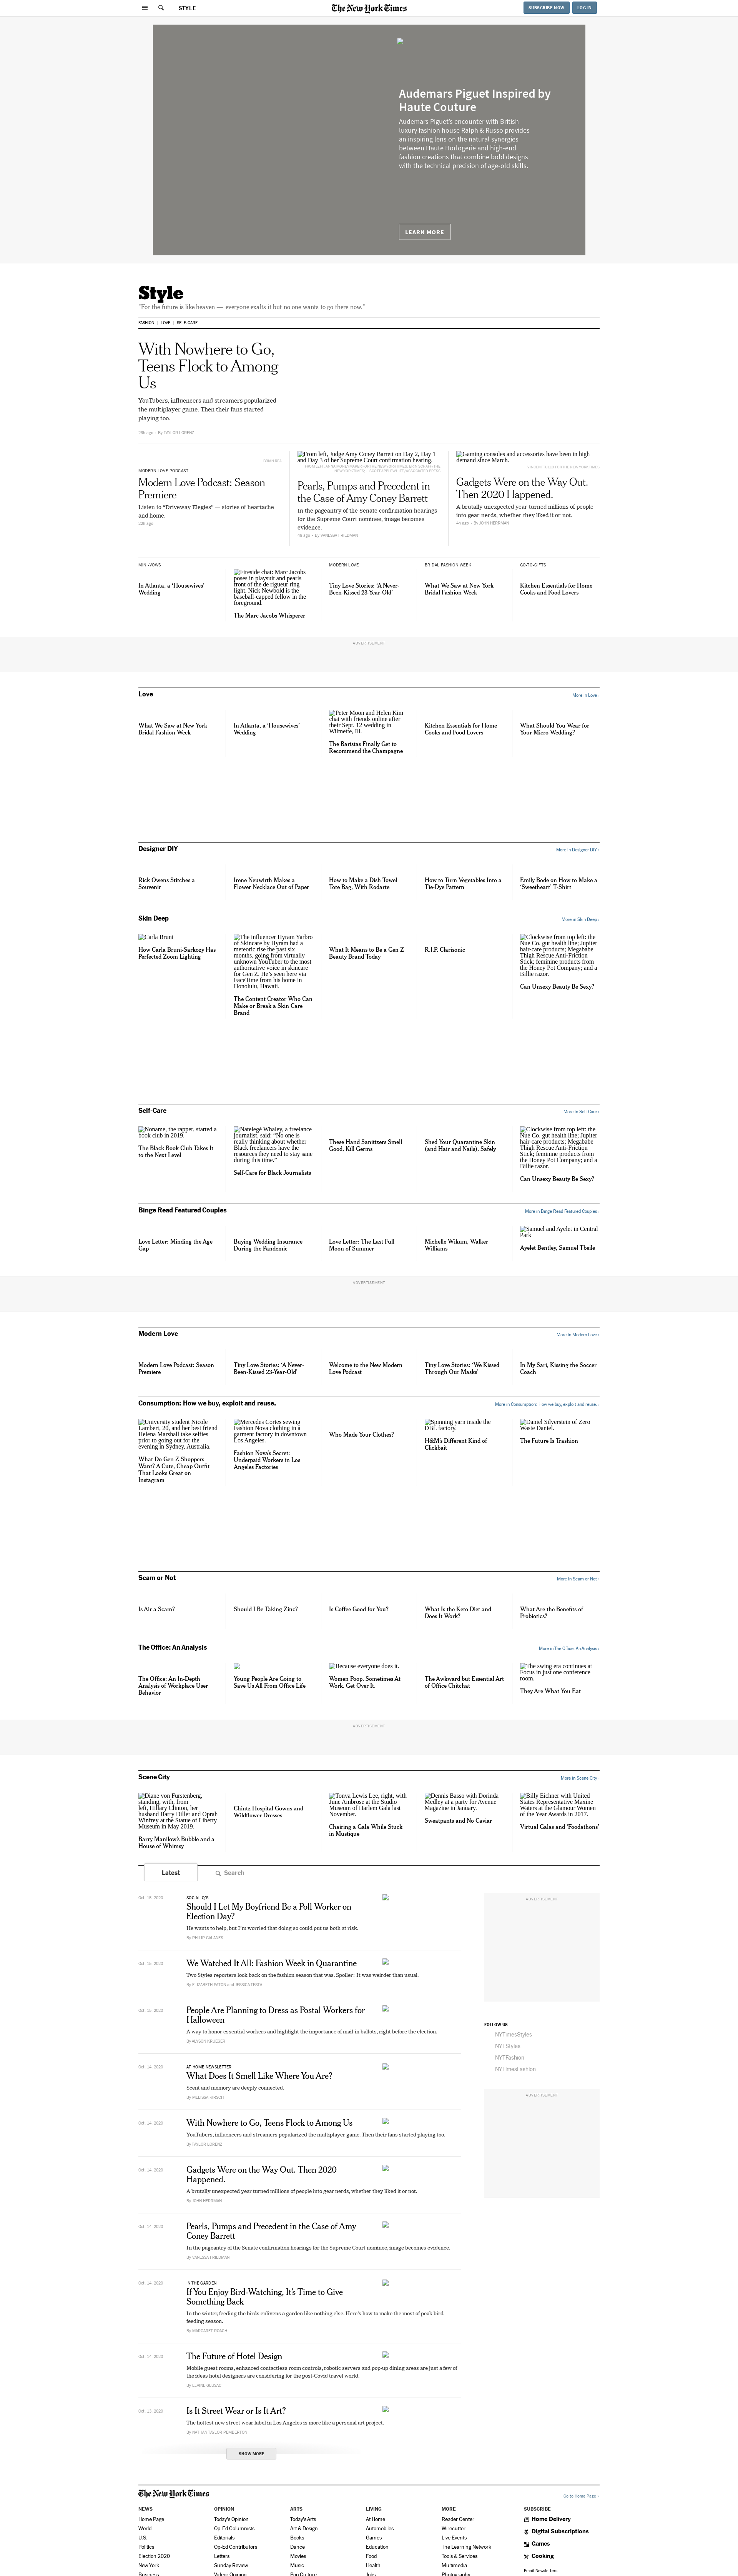 STYLE
The New York Times
SUBSCRIBE NOW
LOG IN
Audemars Piguet Inspired by
Haute Couture
Audemars Piguet's encounter with British
luxury fashion house Ralph & Russo provides
an inspiring lens on the natural synergies
between Haute Horlogerie and high-end
fashion creations that combine bold designs
with the technical precision of age-old skills.
LEARN MORE
Style
"For the future is like heaven — everyone exalts it but no one wants to go there now."
FASHION
LOVE
SELF-CARE
With Nowhere to Go,
Teens Flock to Among
Us
YouTubers, influencers and streamers popularized
the multiplayer game. Then their fans started
playing too.
22h ago · By TAYLOR LORENZ
BRIAN REA
MODERN LOVE PODCAST
Modern Love Podcast: Season
Premiere
Listen to "Driveway Elegies" — stories of heartache
and home.
22h ago
From left, Judge Amy Coney Barrett on Day 2, Day 1
and Day 3 of her Supreme Court confirmation hearing.
Pearls, Pumps and Precedent in
the Case of Amy Coney Barrett
In the pageantry of the Senate confirmation hearings
for the Supreme Court nominee, image becomes
evidence.
4h ago · By VANESSA FRIEDMAN
Gaming consoles and accessories have been in high
demand since March.
Gadgets Were on the Way Out.
Then 2020 Happened.
A brutally unexpected year turned millions of people
into gear nerds, whether they liked it or not.
4h ago · By JOHN HERRMAN
MINI-VOWS
In Atlanta, a 'Housewives'
Wedding
Fireside chat: Marc Jacobs
poses in playsuit and pearls
front of the de rigueur ring
light. Nick Newbold is the
baseball-capped fellow in the
foreground.
The Marc Jacobs Whisperer
MODERN LOVE
Tiny Love Stories: 'A Never-
Been-Kissed 23-Year-Old'
BRIDAL FASHION WEEK
What We Saw at New York
Bridal Fashion Week
GO-TO-GIFTS
Kitchen Essentials for Home
Cooks and Food Lovers
ADVERTISEMENT
Love
More in Love ›
What We Saw at New York
Bridal Fashion Week
In Atlanta, a 'Housewives'
Wedding
Peter Moon and Helen Kim
chat with friends online after
their Sept. 12 wedding in
Wilmette, Ill.
The Baristas Finally Get to
Recommend the Champagne
Kitchen Essentials for Home
Cooks and Food Lovers
What Should You Wear for
Your Micro Wedding?
Designer DIY
More in Designer DIY ›
Rick Owens Stitches a
Souvenir
Irene Neuwirth Makes a
Flower Necklace Out of Paper
How to Make a Dish Towel
Tote Bag, With Rodarte
How to Turn Vegetables Into a
Tie-Dye Pattern
Emily Bode on How to Make a
'Sweetheart' T-Shirt
Skin Deep
More in Skin Deep ›
Carla Bruni
How Carla Bruni-Sarkozy Has
Perfected Zoom Lighting
The influencer Hyram Yarbro
of Skincare by Hyram had a
meteoric rise the past six
months, going from virtually
unknown YouTuber to the most
authoritative voice in skincare
for Gen Z. He's seen here via
FaceTime from his home in
Honolulu, Hawaii.
The Content Creator Who Can
Make or Break a Skin Care
Brand
What It Means to Be a Gen Z
Beauty Brand Today
R.I.P. Clarisonic
Clockwise from top left: the
Nue Co. gut health line; Jupiter
hair-care products; Megababe
Thigh Rescue Anti-Friction
Stick; feminine products from
the Honey Pot Company; and a
Billie razor.
Can Unsexy Beauty Be Sexy?
Self-Care
More in Self-Care ›
Noname, the rapper, started a
book club in 2019.
The Black Book Club Takes It
to the Next Level
Natelegé Whaley, a freelance
journalist, said: "No one is
really thinking about whether
Black freelancers have the
resources they need to stay sane
during this time."
Self-Care for Black Journalists
These Hand Sanitizers Smell
Good, Kill Germs
Shed Your Quarantine Skin
(and Hair and Nails), Safely
Clockwise from top left: the
Nue Co. gut health line; Jupiter
hair-care products; Megababe
Thigh Rescue Anti-Friction
Stick; feminine products from
the Honey Pot Company; and a
Billie razor.
Can Unsexy Beauty Be Sexy?
Binge Read Featured Couples
More in Binge Read Featured Couples ›
Love Letter: Minding the Age
Gap
Buying Wedding Insurance
During the Pandemic
Love Letter: The Last Full
Moon of Summer
Michelle Wikum, Walker
Williams
Samuel and Ayelet in Central
Park
Ayelet Bentley, Samuel Theile
ADVERTISEMENT
Modern Love
More in Modern Love ›
Modern Love Podcast: Season
Premiere
Tiny Love Stories: 'A Never-
Been-Kissed 23-Year-Old'
Welcome to the New Modern
Love Podcast
Tiny Love Stories: 'We Kissed
Through Our Masks'
In My Sari, Kissing the Soccer
Coach
Consumption: How we buy, exploit and reuse.
More in Consumption: How we buy, exploit and reuse. ›
University student Nicole
Lambert, 20, and her best friend
Helena Marshall take selfies
prior to going out for the
evening in Sydney, Australia.
What Do Gen Z Shoppers
Want? A Cute, Cheap Outfit
That Looks Great on
Instagram
Mercedes Cortes sewing
Fashion Nova clothing in a
garment factory in downtown
Los Angeles.
Fashion Nova's Secret:
Underpaid Workers in Los
Angeles Factories
Who Made Your Clothes?
Spinning yarn inside the
DBL factory.
H&M's Different Kind of
Clickbait
Daniel Silverstein of Zero
Waste Daniel.
The Future Is Trashion
Scam or Not
More in Scam or Not ›
Is Air a Scam?
Should I Be Taking Zinc?
Is Coffee Good for You?
What Is the Keto Diet and
Does It Work?
What Are the Benefits of
Probiotics?
The Office: An Analysis
More in The Office: An Analysis ›
The Office: An In-Depth
Analysis of Workplace User
Behavior
Young People Are Going to
Save Us All From Office Life
Because everyone does it.
Women Poop. Sometimes At
Work. Get Over It.
The Awkward but Essential Art
of Office Chitchat
The swing era continues at
Focus in just one conference
room.
They Are What You Eat
ADVERTISEMENT
Scene City
More in Scene City ›
Diane von Furstenberg,
standing, with, from
left, Hillary Clinton, her
husband Barry Diller and Oprah
Winfrey at the Statue of Liberty
Museum in May 2019.
Barry Manilow's Bubble and a
House of Whimsy
Chintz Hospital Gowns and
Wildflower Dresses
Tonya Lewis Lee, right, with
June Ambrose at the Studio
Museum of Harlem Gala last
November.
Chairing a Gala While Stuck
in Mustique
Dennis Basso with Dorinda
Medley at a party for Avenue
Magazine in January.
Sweatpants and No Caviar
Billy Eichner with United
States Representative Maxine
Waters at the Glamour Women
of the Year Awards in 2017.
Virtual Galas and 'Foodathons'
Latest
Search
Oct. 15, 2020
SOCIAL Q'S
Should I Let My Boyfriend Be a Poll Worker on
Election Day?
He wants to help, but I'm worried that doing so could put us both at risk.
By PHILIP GALANES
Oct. 15, 2020
We Watched It All: Fashion Week in Quarantine
Two Styles reporters look back on the fashion season that was. Spoiler: It was weirder than usual.
By ELIZABETH PATON and JESSICA TESTA
Oct. 15, 2020
People Are Planning to Dress as Postal Workers for
Halloween
A way to honor essential workers and highlight the importance of mail-in ballots, right before the election.
By ALYSON KRUEGER
Oct. 14, 2020
AT HOME NEWSLETTER
What Does It Smell Like Where You Are?
Scent and memory are deeply connected.
By MELISSA KIRSCH
Oct. 14, 2020
With Nowhere to Go, Teens Flock to Among Us
YouTubers, influencers and streamers popularized the multiplayer game. Then their fans started playing too.
By TAYLOR LORENZ
Oct. 14, 2020
Gadgets Were on the Way Out. Then 2020
Happened.
A brutally unexpected year turned millions of people into gear nerds, whether they liked it or not.
By JOHN HERRMAN
Oct. 14, 2020
Pearls, Pumps and Precedent in the Case of Amy
Coney Barrett
In the pageantry of the Senate confirmation hearings for the Supreme Court nominee, image becomes evidence.
By VANESSA FRIEDMAN
Oct. 14, 2020
IN THE GARDEN
If You Enjoy Bird-Watching, It's Time to Give
Something Back
In the winter, feeding the birds enlivens a garden like nothing else. Here's how to make the most of peak bird-
feeding season.
By MARGARET ROACH
The Future of Hotel Design
Mobile guest rooms, enhanced contactless room controls, robotic servers and pop-up dining areas are just a few of
the ideas hotel designers are considering for the post-Covid travel world.
By ELAINE GLUSAC
Is It Street Wear or Is It Art?
The hottest new street wear label in Los Angeles is more like a personal art project.
By NATHAN TAYLOR PEMBERTON
SHOW MORE
ADVERTISEMENT
FOLLOW US
NYTimesStyles
NYTStyles
NYTFashion
NYTimesFashion
ADVERTISEMENT
The New York Times
Go to Home Page »
NEWS
Home Page
World
U.S.
Politics
Election 2020
New York
Business
OPINION
Today's Opinion
Op-Ed Columnists
Editorials
Op-Ed Contributors
Letters
Sunday Review
Video: Opinion
ARTS
Today's Arts
Art & Design
Books
Dance
Movies
Music
Pop Culture
LIVING
At Home
Automobiles
Games
Education
Food
Health
Jobs
MORE
Reader Center
Wirecutter
Live Events
The Learning Network
Tools & Services
Multimedia
Photography
SUBSCRIBE
Home Delivery
Digital Subscriptions
Games
Cooking
Email Newsletters